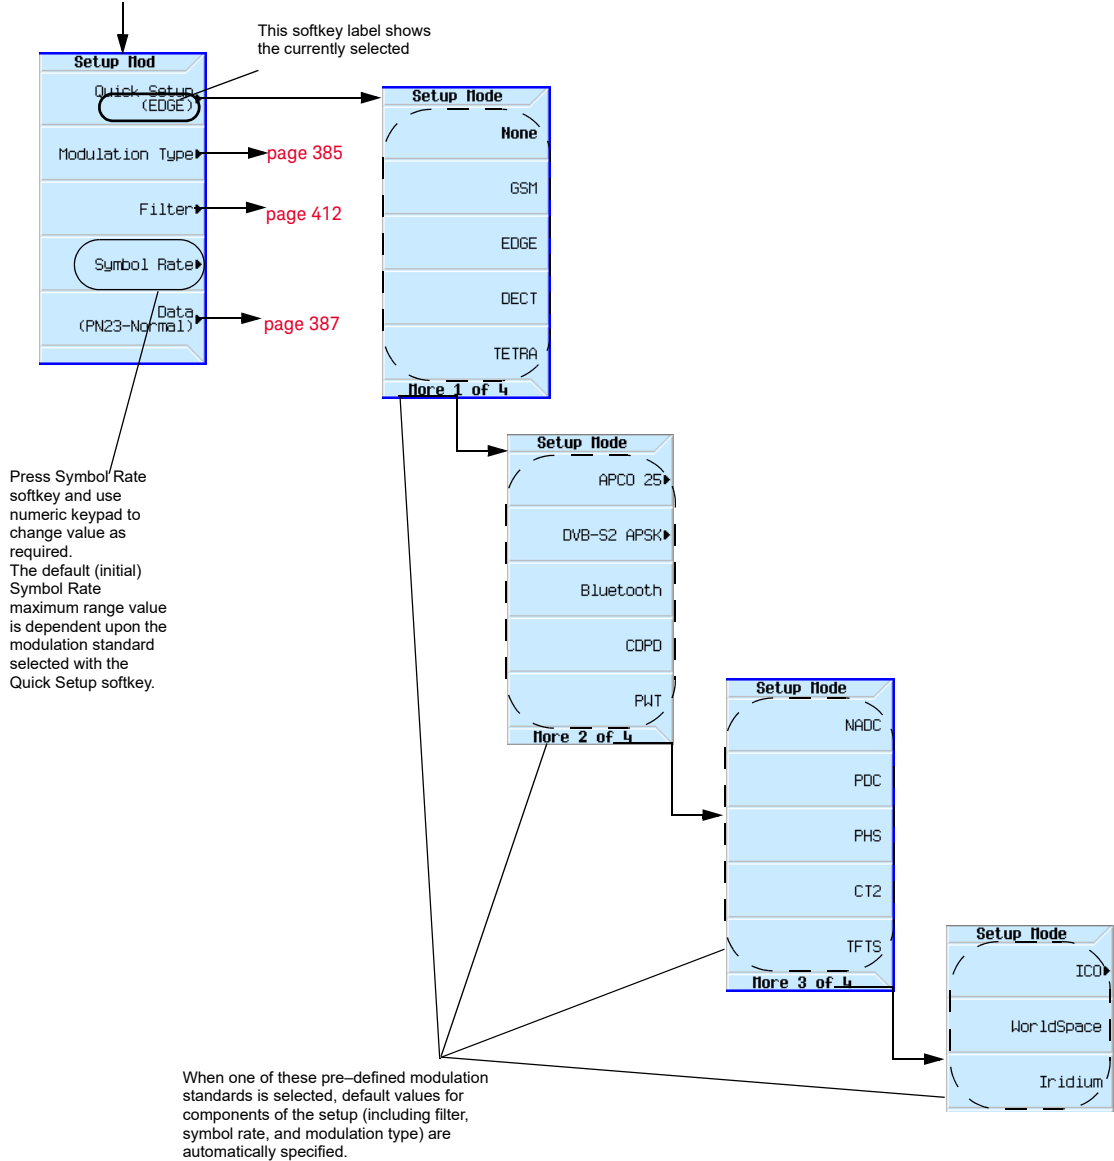 This softkey label shows
the currently selected
Setup Mod
Quick Setup
(EDGE)
Modulation Type
page 385
Filter
page 412
Symbol Rate
Data
(PN23-Normal)
page 387
Setup Mode
None
GSM
EDGE
DECT
TETRA
More 1 of 4
Press Symbol Rate
softkey and use
numeric keypad to
change value as
required.
The default (initial)
Symbol Rate
maximum range value
is dependent upon the
modulation standard
selected with the
Quick Setup softkey.
Setup Mode
APCO 25
DVB-S2 APSK
Bluetooth
CDPD
PWT
More 2 of 4
Setup Mode
NADC
PDC
PHS
CT2
TFTS
More 3 of 4
Setup Mode
ICO
WorldSpace
Iridium
When one of these pre–defined modulation
standards is selected, default values for
components of the setup (including filter,
symbol rate, and modulation type) are
automatically specified.